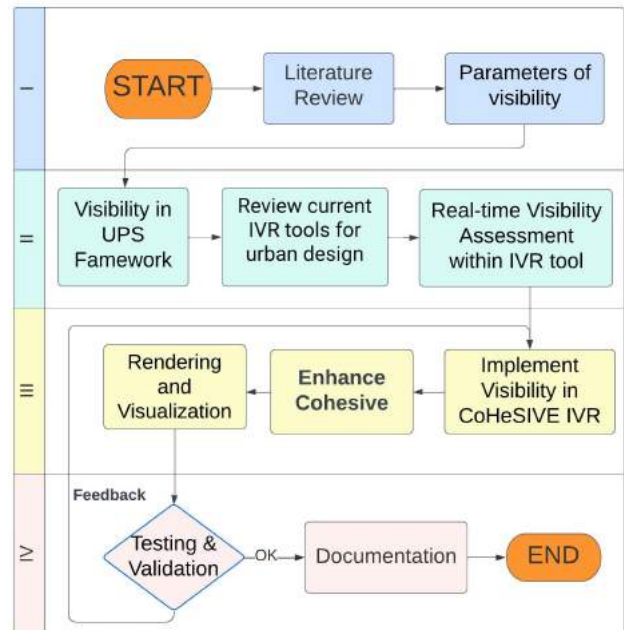 I
START
Literature
Review
Parameters of
visibility
II
Visibility in
UPS
Famework
Review current
IVR tools for
urban design
Real-time Visibility
Assessment
within IVR tool
III
Rendering
and
Visualization
Enhance
Cohesive
Implement
Visibility in
CoHeSIVE IVR
IV
Feedback
Testing &
Validation
OK
Documentation
END